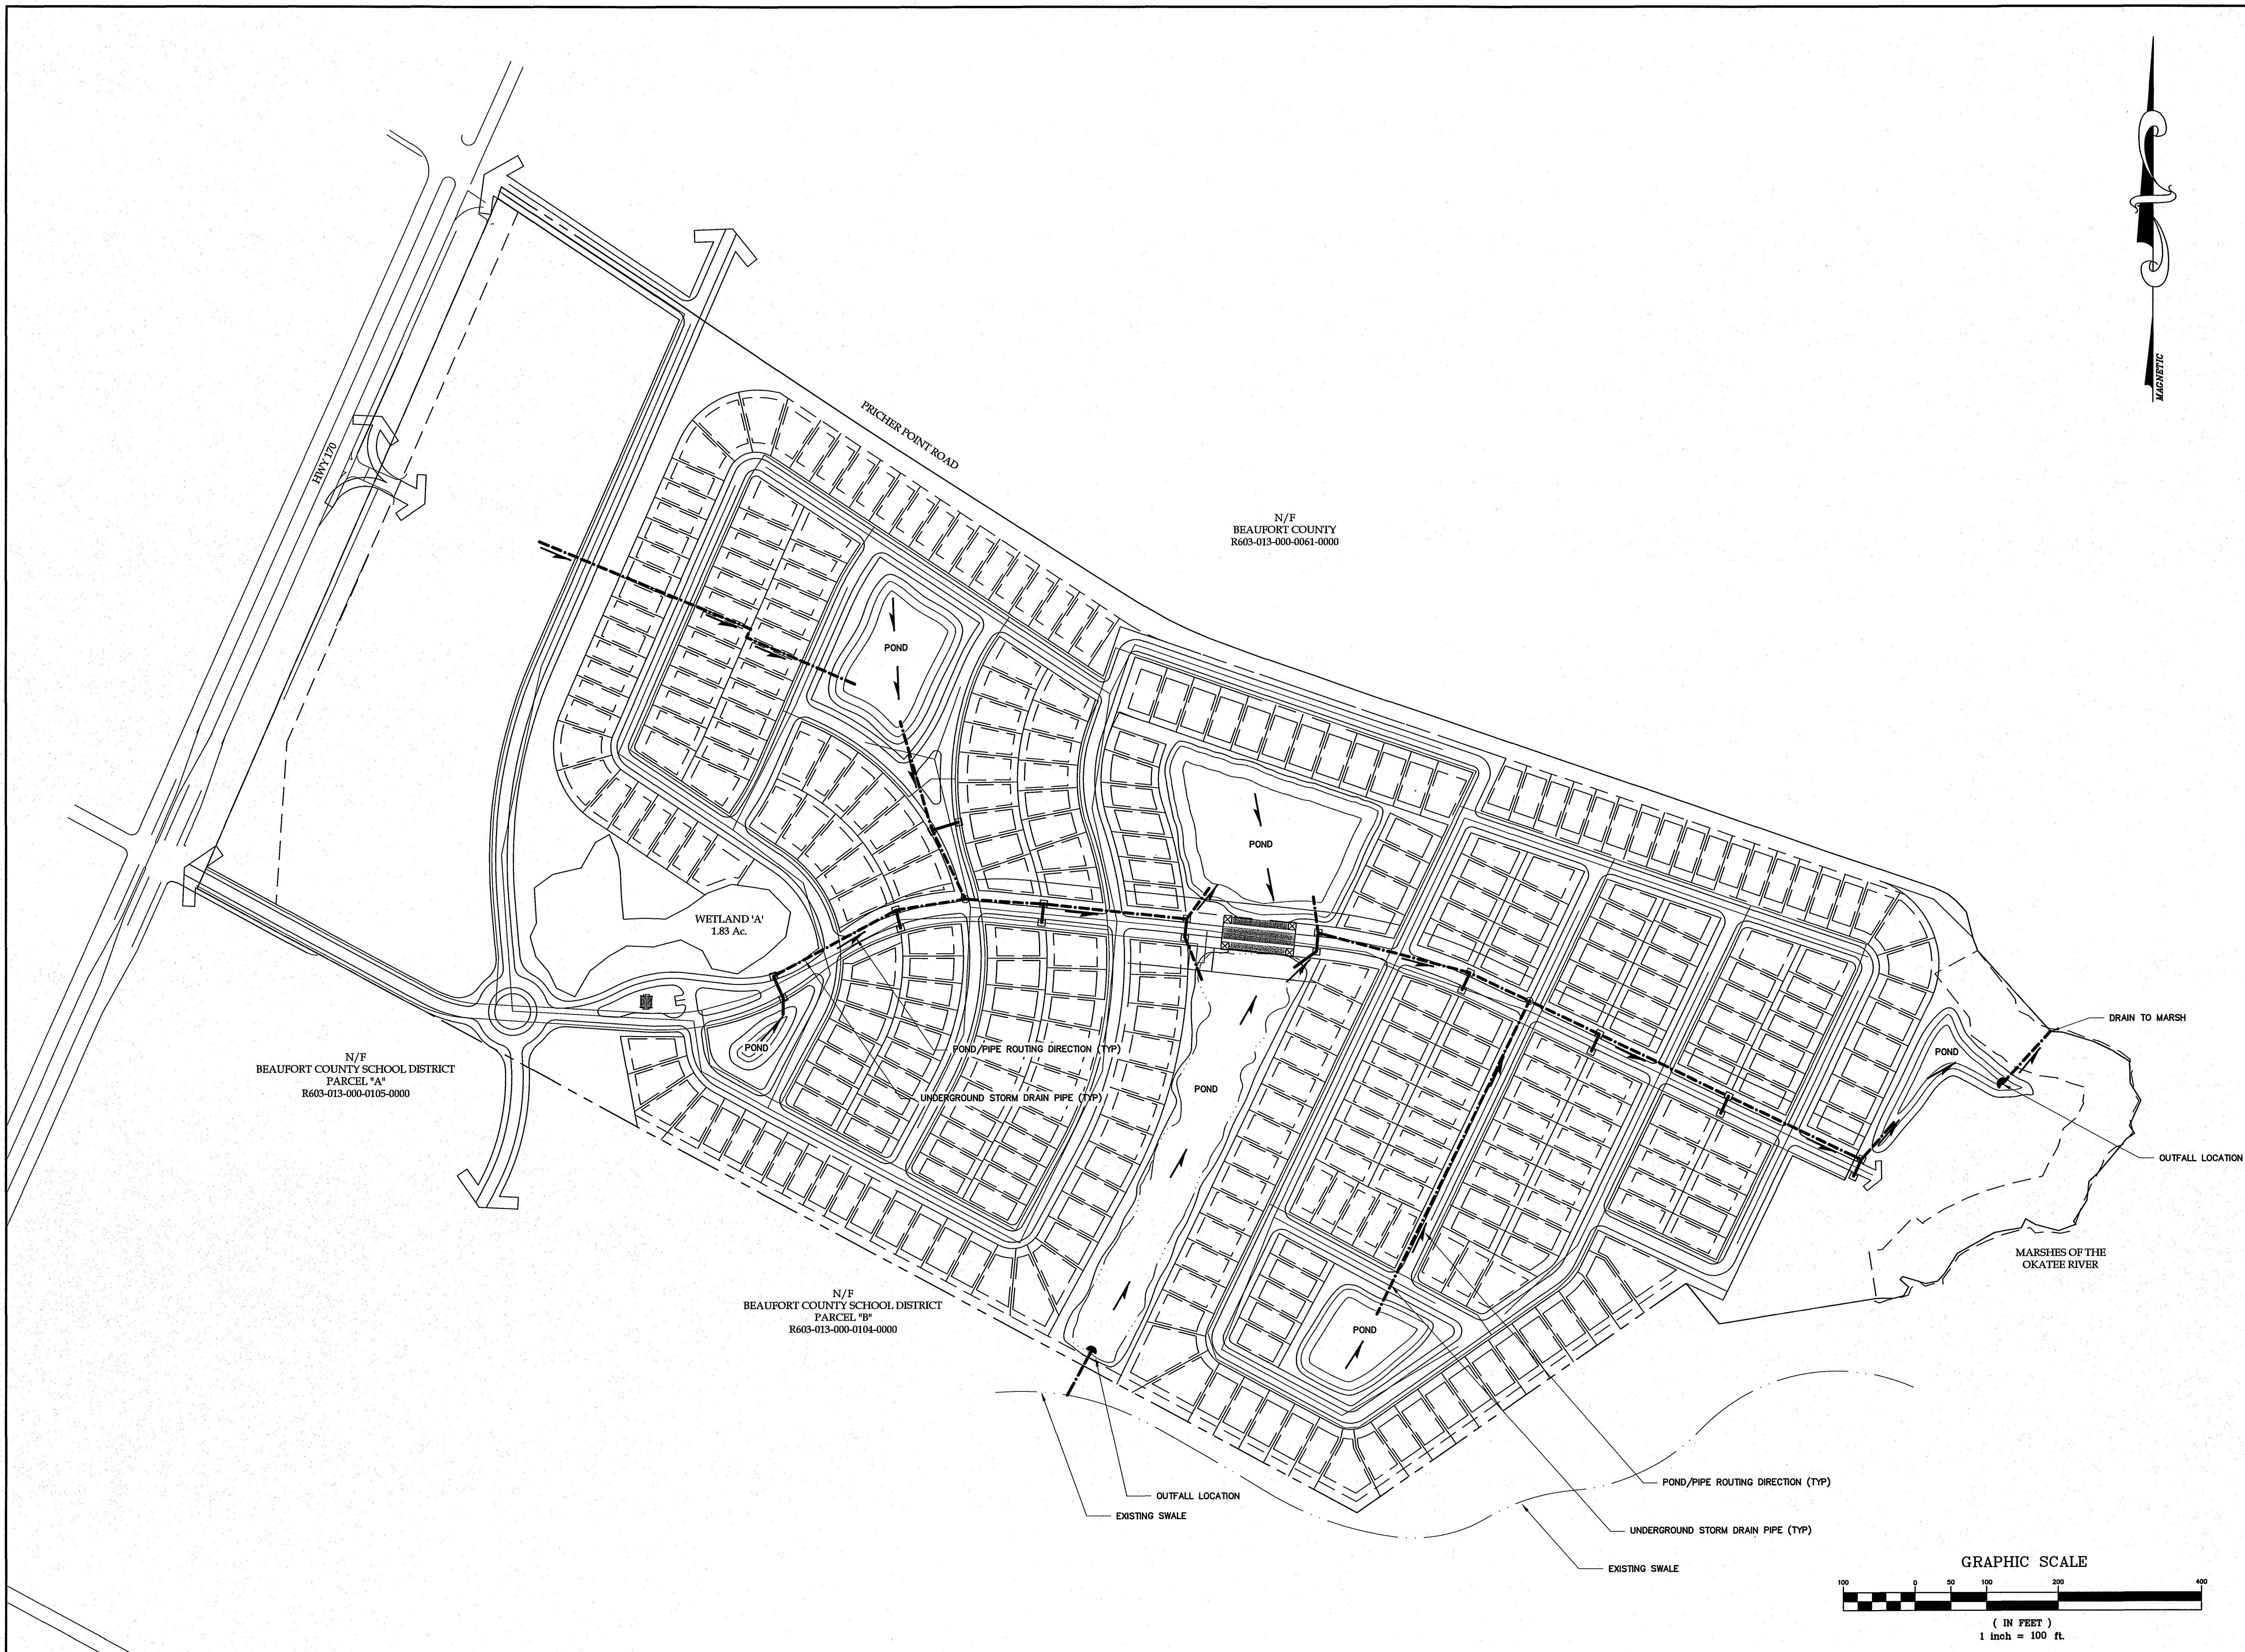 MAGNETIC
HWY 170
PRICHER POINT ROAD
N/F
BEAUFORT COUNTY
R603-013-000-0061-0000
POND
POND
WETLAND 'A'
1.83 Ac.
DRAIN TO MARSH
POND
POND
POND/PIPE ROUTING DIRECTION (TYP)
N/F
BEAUFORT COUNTY SCHOOL DISTRICT
PARCEL "A"
R603-013-000-0105-0000
POND
UNDERGROUND STORM DRAIN PIPE (TYP)
OUTFALL LOCATION
MARSHES OF THE
OKATEE RIVER
N/F
BEAUFORT COUNTY SCHOOL DISTRICT
PARCEL "B"
R603-013-000-0104-0000
POND
POND/PIPE ROUTING DIRECTION (TYP)
OUTFALL LOCATION
EXISTING SWALE
UNDERGROUND STORM DRAIN PIPE (TYP)
EXISTING SWALE
GRAPHIC SCALE
100 0 50 100 200 400
( IN FEET )
1 inch = 100 ft.